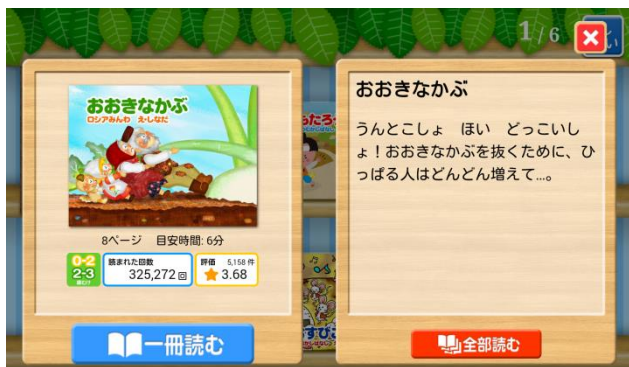 1/6
い
おおきなかぶ
ロシアみんわ え・しなだ
8ページ 目安時間: 6分
0-2
2-3
読まれた回数
325,272回
評価 5,158 件
3.68
一冊読む
おおきなかぶ
うんとこしょ ほい どっこいし
ょ！おおきなかぶを抜くために、ひ
っぱる人はどんどん増えて…。
全部読む